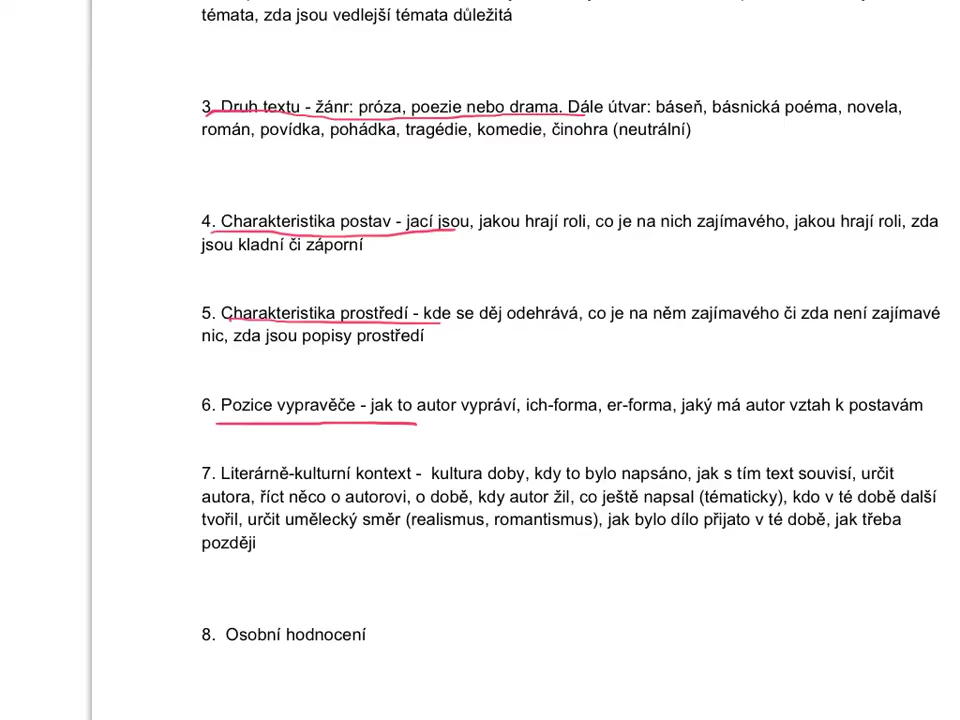 témata, zda jsou vedlejší témata důležitá
3. Druh textu - žánr: próza, poezie nebo drama. Dále útvar: báseň, básnická poéma, novela,
román, povídka, pohádka, tragédie, komedie, činohra (neutrální)
4. Charakteristika postav - jací jsou, jakou hrají roli, co je na nich zajímavého, jakou hrají roli, zda
jsou kladní či záporní
5. Charakteristika prostředí - kde se děj odehrává, co je na něm zajímavého či zda není zajímavé
nic, zda jsou popisy prostředí
6. Pozice vypravěče - jak to autor vypráví, ich-forma, er-forma, jaký má autor vztah k postavám
7. Literárně-kulturní kontext - kultura doby, kdy to bylo napsáno, jak s tím text souvisí, určit
autora, říct něco o autorovi, o době, kdy autor žil, co ještě napsal (tématicky), kdo v té době další
tvořil, určit umělecký směr (realismus, romantismus), jak bylo dílo přijato v té době, jak třeba
později
8. Osobní hodnocení